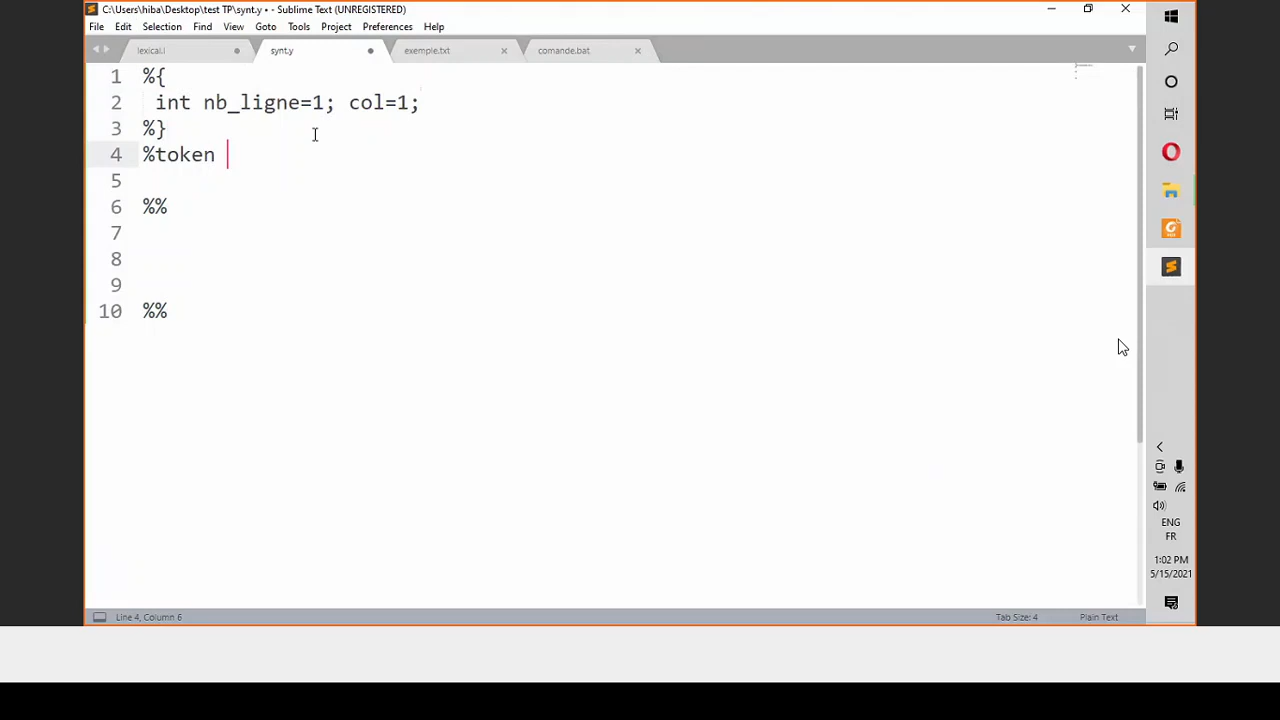 C:\Users\hiba\Desktop\test TP\synt.y • - Sublime Text (UNREGISTERED)
File Edit Selection Find View Goto Tools Project Preferences Help
lexical.l synt.y exemple.txt comande.bat
1 %{
2 int nb_ligne=1; col=1;
3 %}
4 %token
5
6 %%
7
8
9
10 %%
ENG
FR
1:02 PM
5/15/2021
Line 4, Column 6 Tab Size: 4 Plain Text